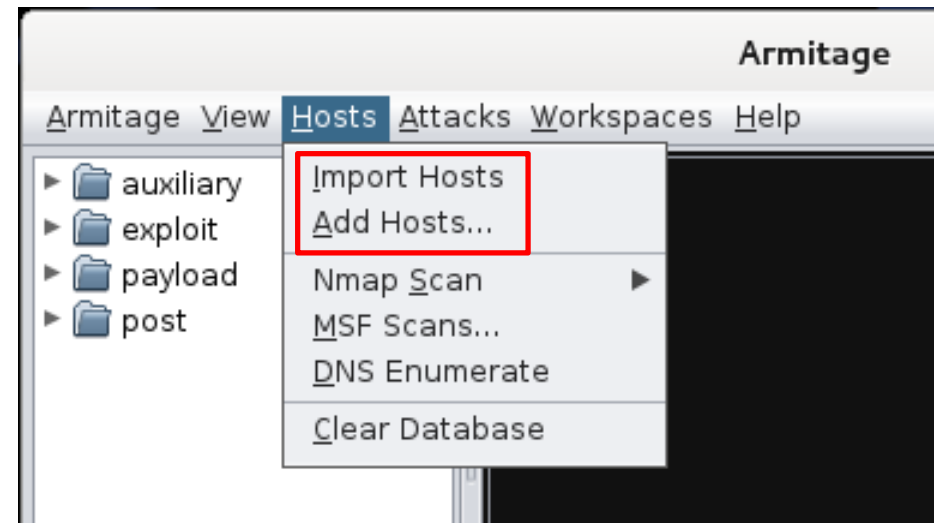 Armitage
Armitage View Hosts Attacks Workspaces Help
auxiliary
exploit
payload
post
Import Hosts
Add Hosts...
Nmap Scan
MSF Scans...
DNS Enumerate
Clear Database